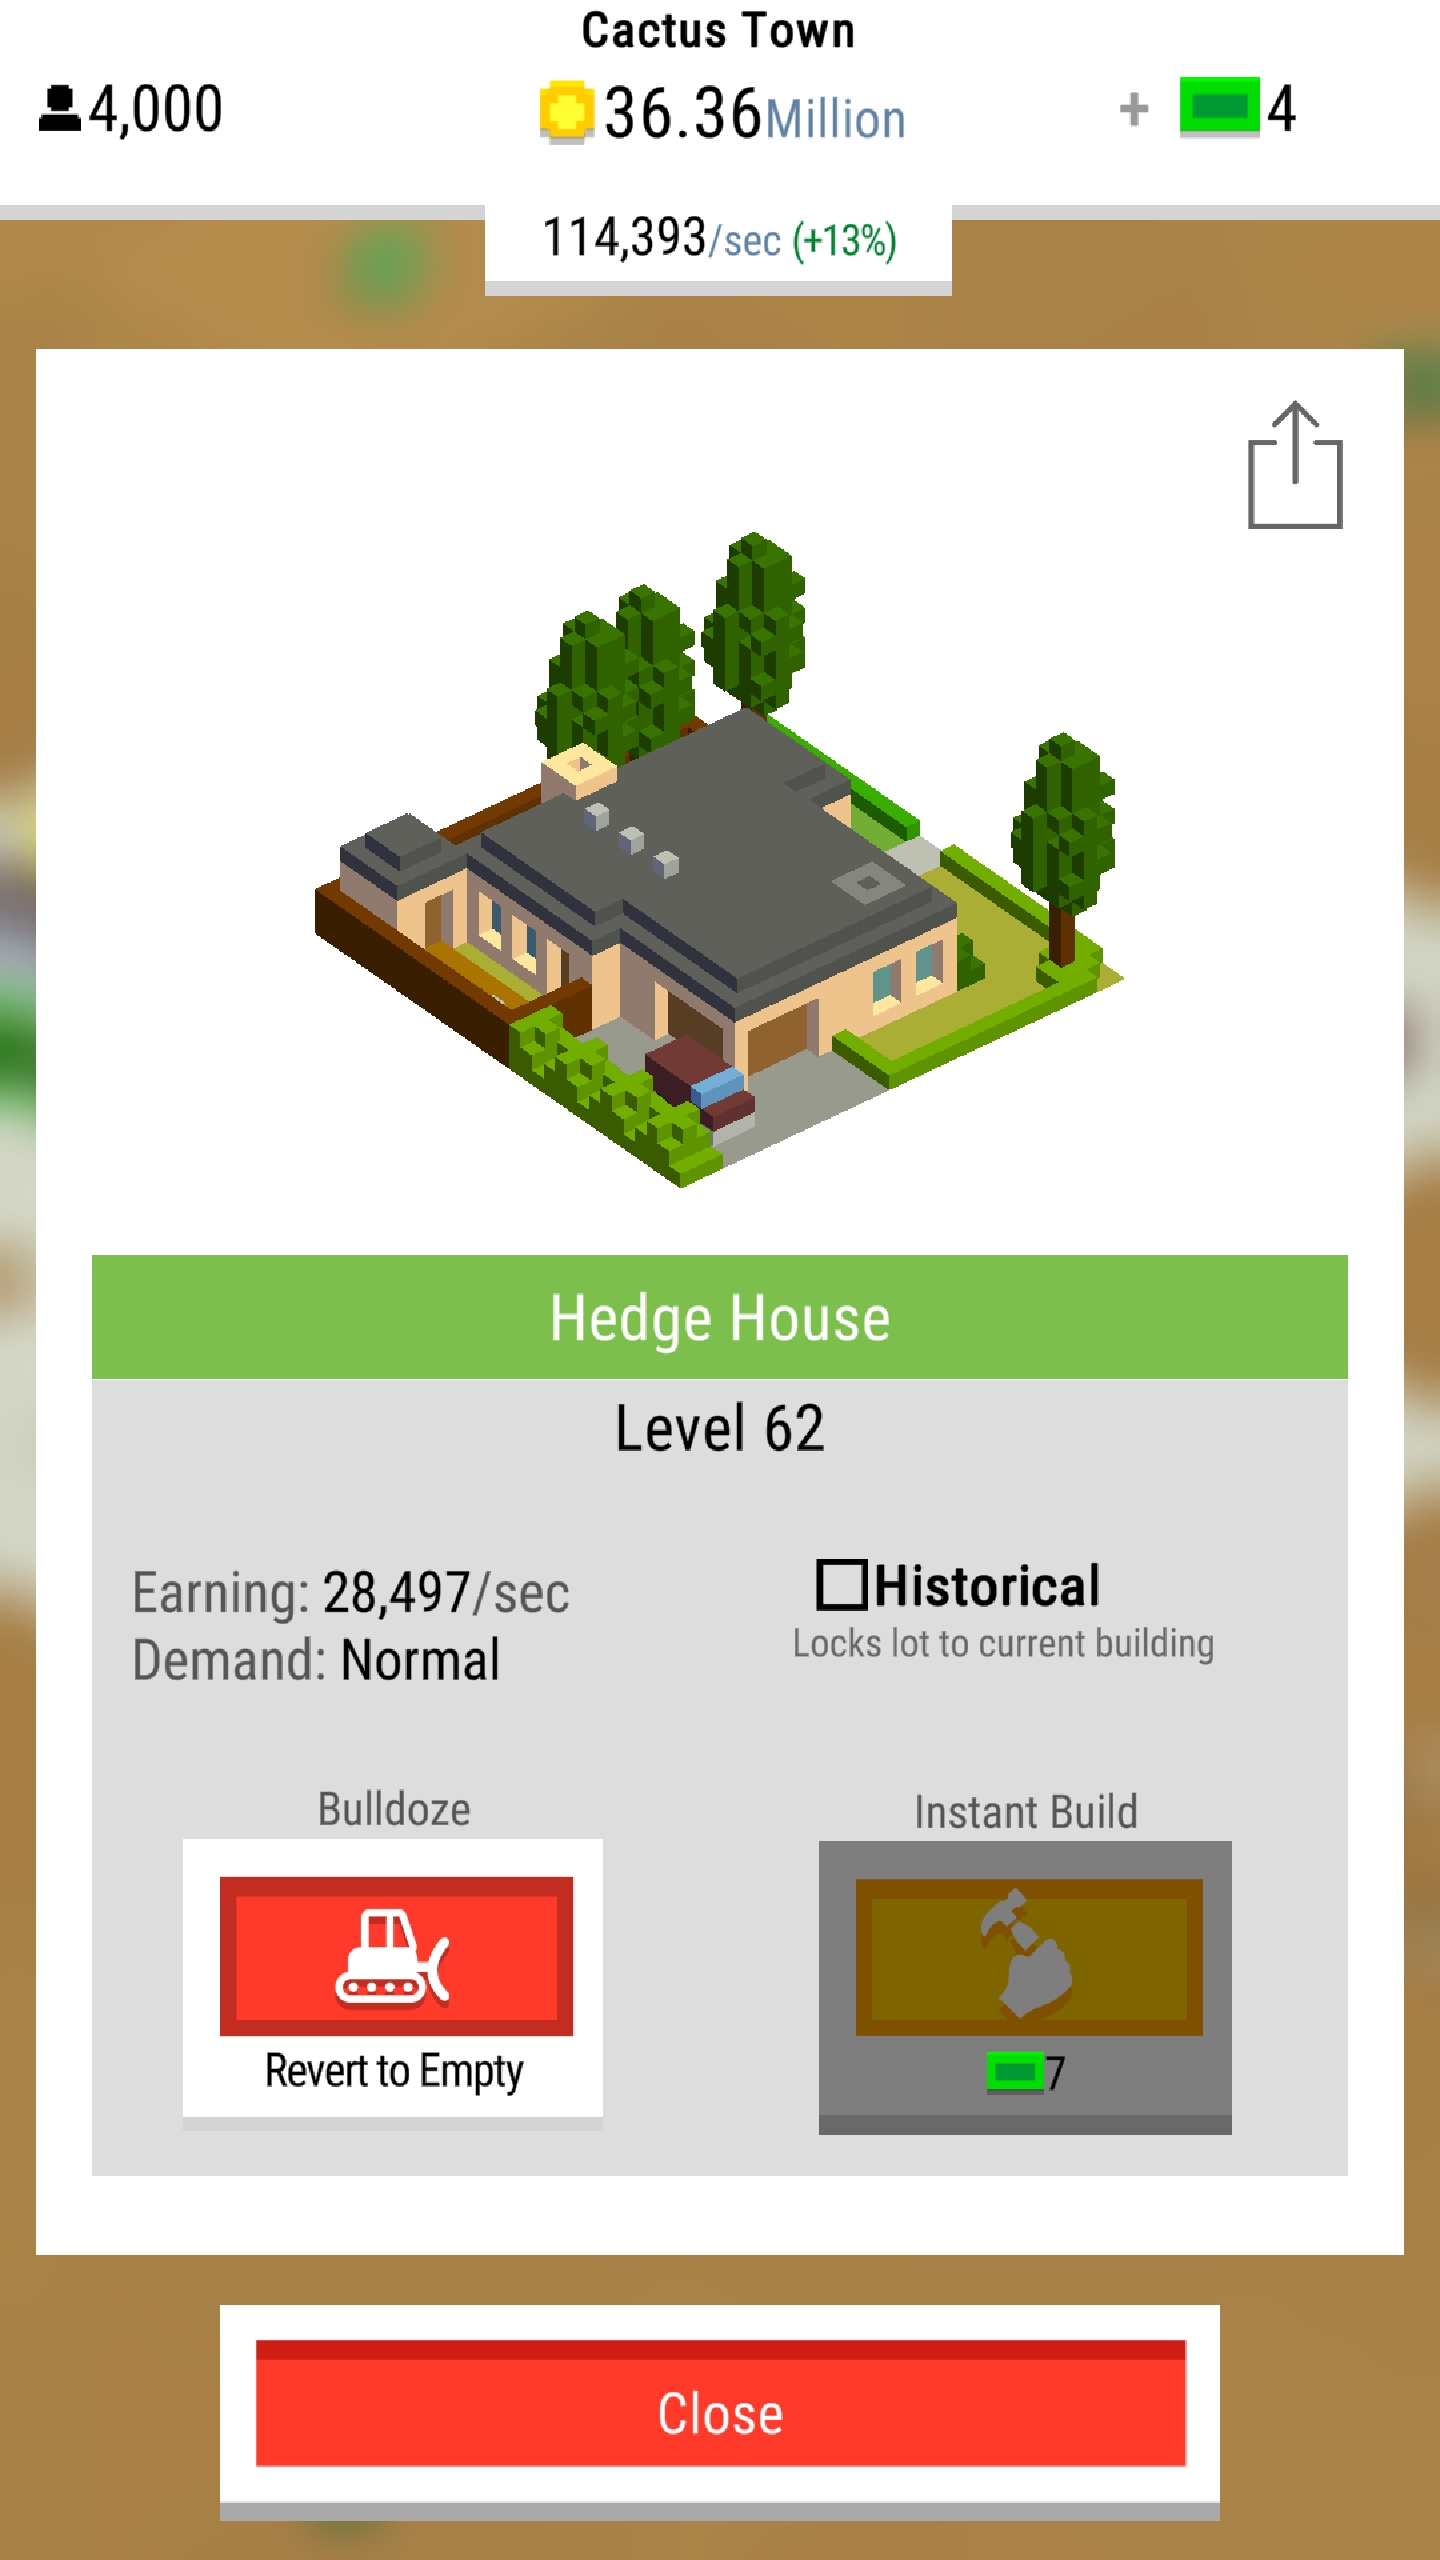 Cactus Town
4,000
36.36Million
+ 4
114,393/sec (+13%)
Hedge House
Level 62
Earning: 28,497/sec
Demand: Normal
Historical
Locks lot to current building
Bulldoze
Revert to Empty
Instant Build
7
Close